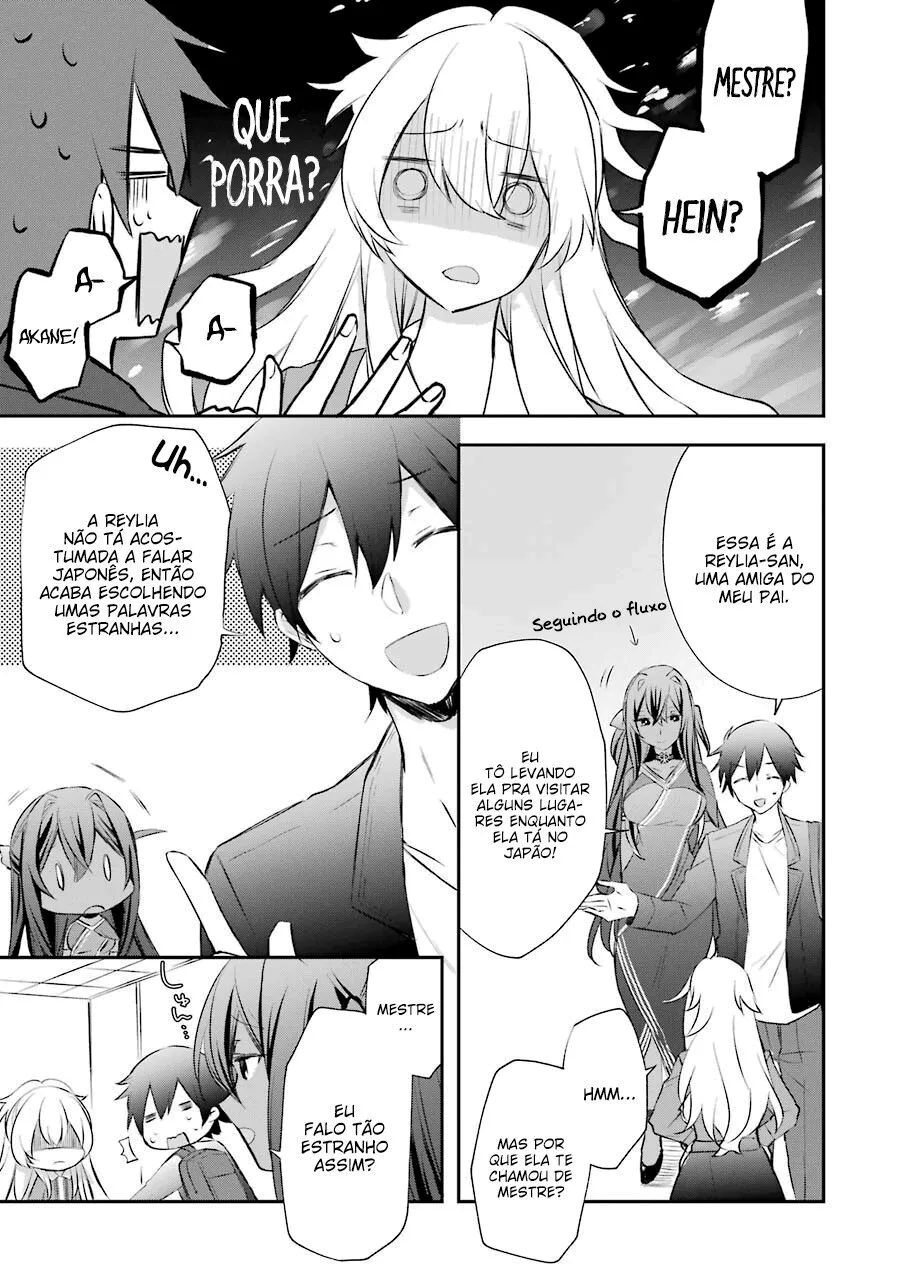 MESTRE?
HEIN?
QUE
PORRA?
A-
A-
AKANE!
ESSA É A
REYLIA-SAN,
UMA AMIGA DO
MEU PAI.
Seguindo o fluxo
EU
TÔ LEVANDO
ELA PRA VISITAR
ALGUNS LUGA-
RES ENQUANTO
ELA TÁ NO
JAPÃO!
HMM...
MAS POR
QUE ELA TE
CHAMOU DE
MESTRE?
Uh...
A REYLIA
NÃO TÁ ACOS-
TUMADA A FALAR
JAPONÊS, ENTÃO
ACABA ESCOLHENDO
UMAS PALAVRAS
ESTRANHAS...
MESTRE
...
EU
FALO TÃO
ESTRANHO
ASSIM?